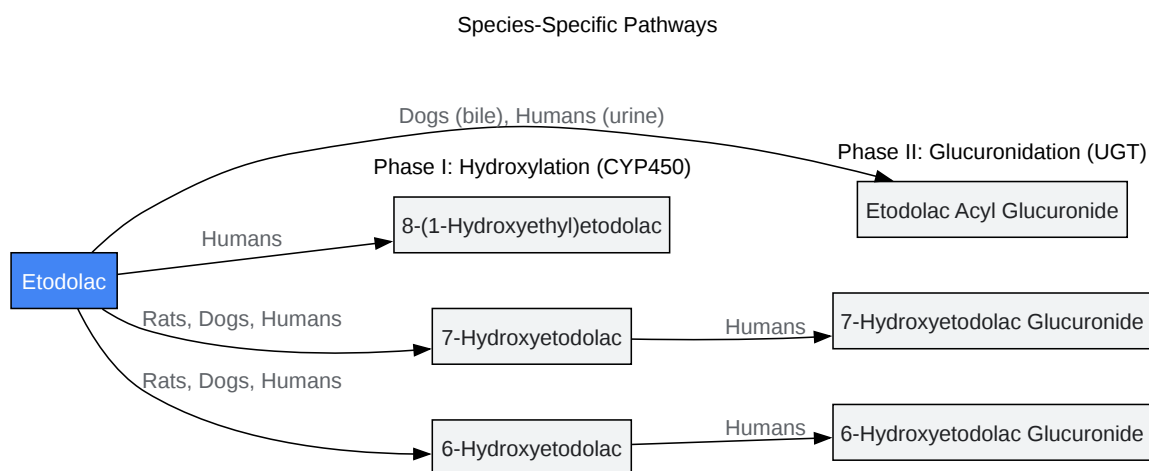 Species-Specific Pathways
Dogs (bile), Humans (urine)
Phase II: Glucuronidation (UGT)
Phase I: Hydroxylation (CYP450)
Etodolac Acyl Glucuronide
8-(1-Hydroxyethyl)etodolac
Humans
Etodolac
Rats, Dogs, Humans
7-Hydroxyetodolac
Humans
7-Hydroxyetodolac Glucuronide
Rats, Dogs, Humans
6-Hydroxyetodolac
Humans
6-Hydroxyetodolac Glucuronide